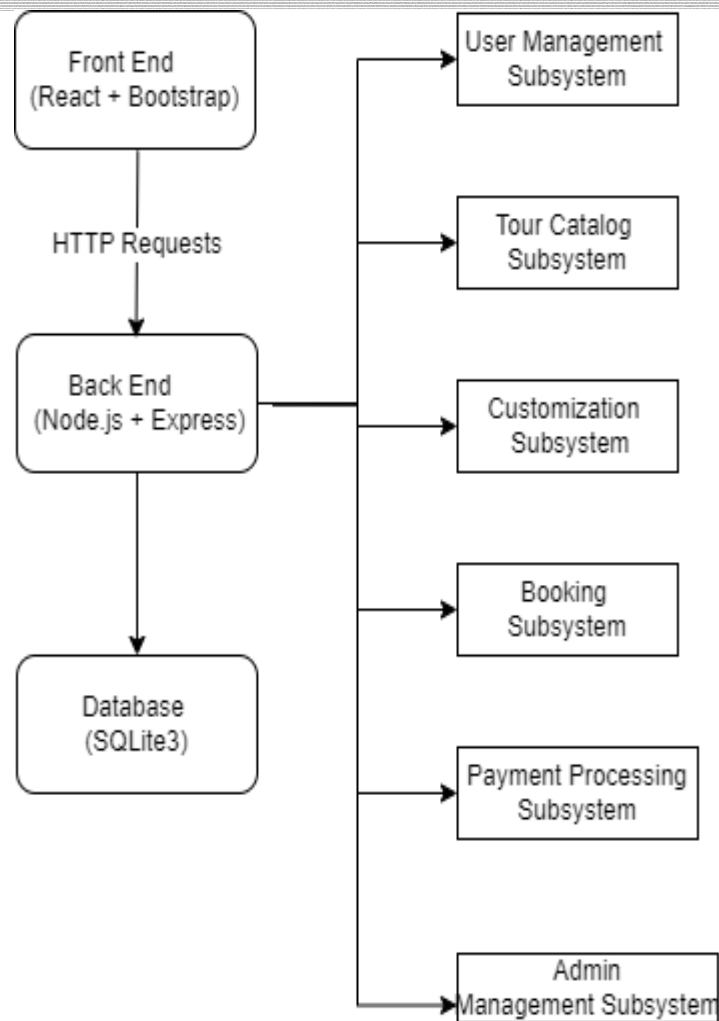 Front End
(React + Bootstrap)
HTTP Requests
Back End
(Node.js + Express)
Database
(SQLite3)
User Management
Subsystem
Tour Catalog
Subsystem
Customization
Subsystem
Booking
Subsystem
Payment Processing
Subsystem
Admin
Management Subsystem